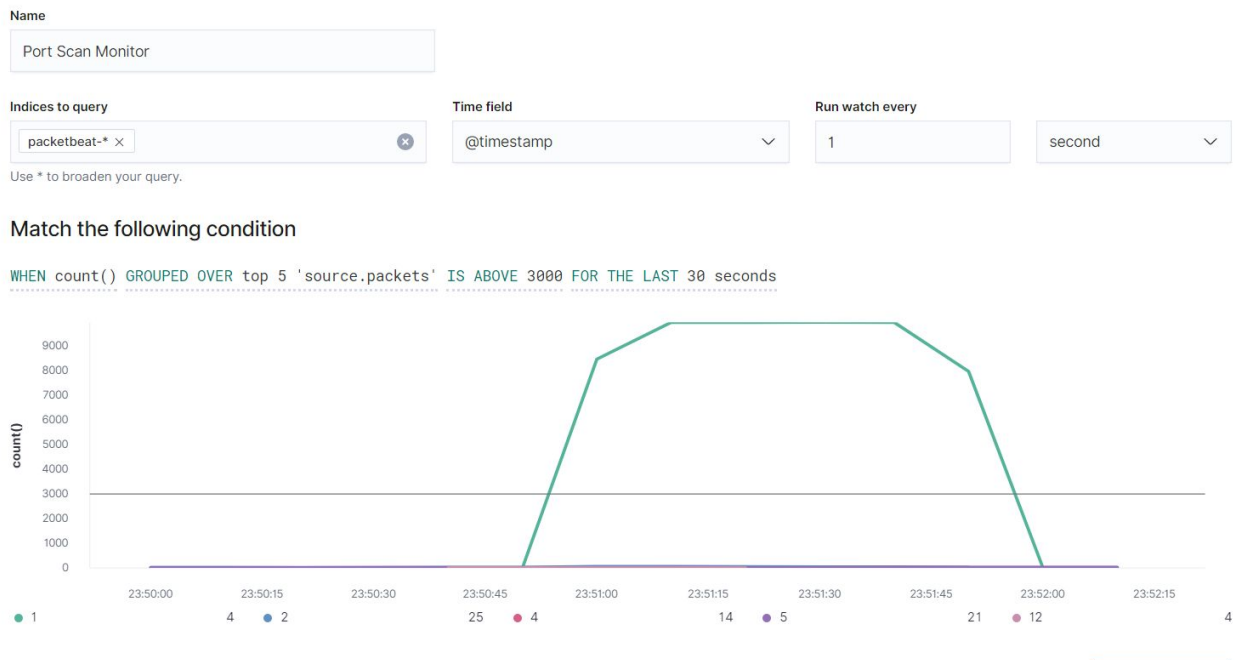 Name
Port Scan Monitor
Indices to query Time field Run watch every
packetbeat-* × @timestamp 1 second
Use * to broaden your query.
Match the following condition
WHEN count() GROUPED OVER top 5 'source.packets' IS ABOVE 3000 FOR THE LAST 30 seconds
9000
8000
7000
6000
5000
4000
3000
2000
1000
0
count()
23:50:00 23:50:15 23:50:30 23:50:45 23:51:00 23:51:15 23:51:30 23:51:45 23:52:00 23:52:15
1 4 2 25 4 14 5 21 12 4